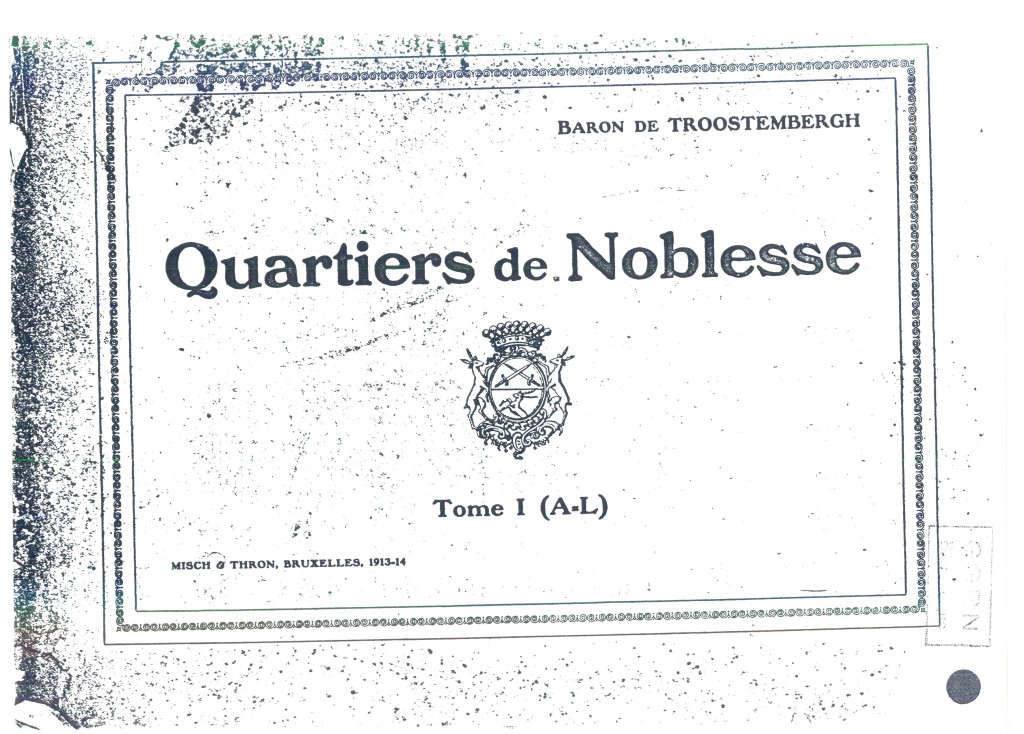 BARON DE TROOSTEMBERGH
Quartiers de Noblesse
Tome I (A-L)
MISCH & THRON, BRUXELLES, 1913-14